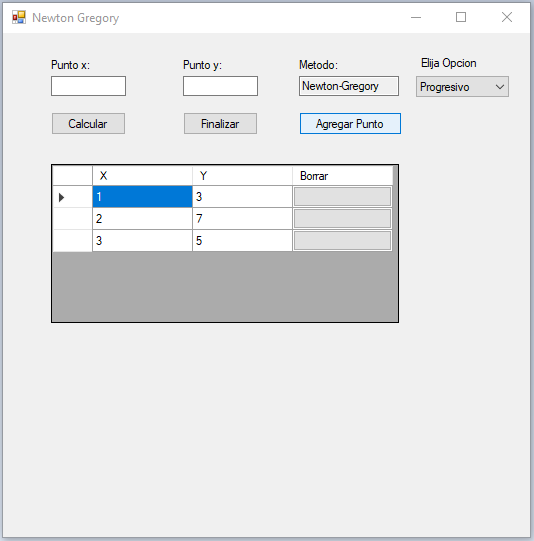 Newton Gregory
Punto x: Punto y: Metodo: Elija Opcion
Newton-Gregory Progresivo
Calcular Finalizar Agregar Punto
X Y Borrar
1 3
2 7
3 5